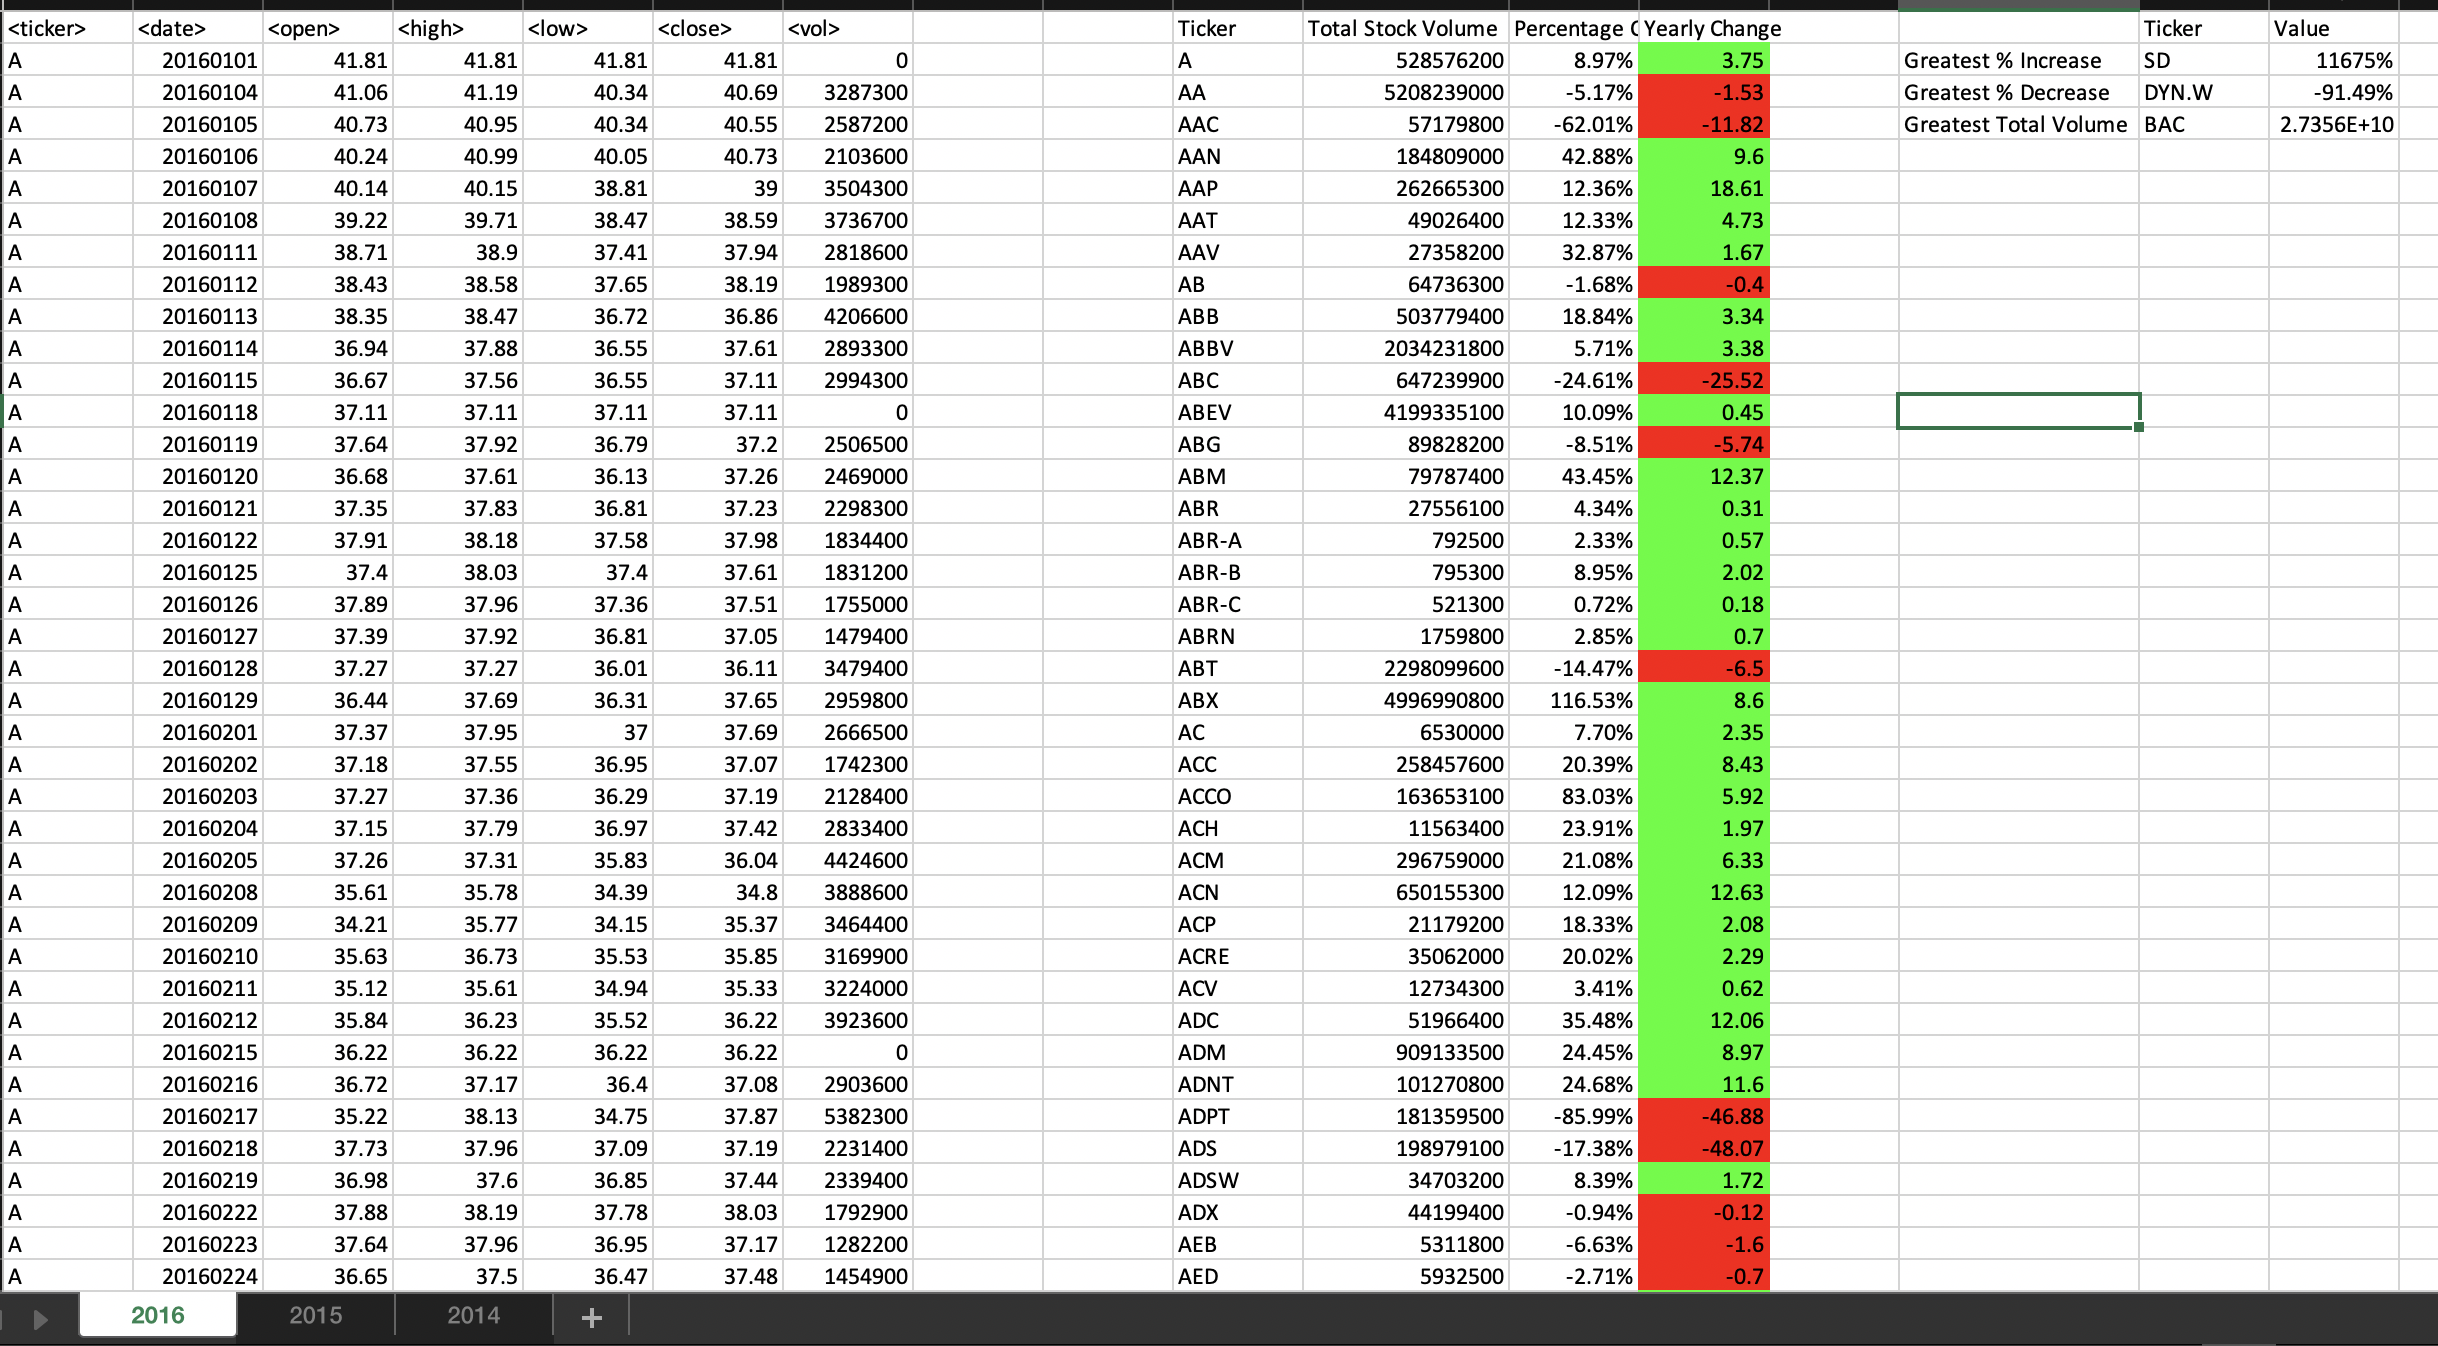 <ticker> <date> <open> <high> <low> <close> <vol> Ticker Total Stock Volume Percentage C Yearly Change Ticker Value
A 20160101 41.81 41.81 41.81 41.81 0 A 528576200 8.97% 3.75 Greatest % Increase SD 11675%
A 20160104 41.06 41.19 40.34 40.69 3287300 AA 5208239000 -5.17% -1.53 Greatest % Decrease DYN.W -91.49%
A 20160105 40.73 40.95 40.34 40.55 2587200 AAC 57179800 -62.01% -11.82 Greatest Total Volume BAC 2.7356E+10
A 20160106 40.24 40.99 40.05 40.73 2103600 AAN 184809000 42.88% 9.6
A 20160107 40.14 40.15 38.81 39 3504300 AAP 262665300 12.36% 18.61
A 20160108 39.22 39.71 38.47 38.59 3736700 AAT 49026400 12.33% 4.73
A 20160111 38.71 38.9 37.41 37.94 2818600 AAV 27358200 32.87% 1.67
A 20160112 38.43 38.58 37.65 38.19 1989300 AB 64736300 -1.68% -0.4
A 20160113 38.35 38.47 36.72 36.86 4206600 ABB 503779400 18.84% 3.34
A 20160114 36.94 37.88 36.55 37.61 2893300 ABBV 2034231800 5.71% 3.38
A 20160115 36.67 37.56 36.55 37.11 2994300 ABC 647239900 -24.61% -25.52
A 20160118 37.11 37.11 37.11 37.11 0 ABEV 4199335100 10.09% 0.45
A 20160119 37.64 37.92 36.79 37.2 2506500 ABG 89828200 -8.51% -5.74
A 20160120 36.68 37.61 36.13 37.26 2469000 ABM 79787400 43.45% 12.37
A 20160121 37.35 37.83 36.81 37.23 2298300 ABR 27556100 4.34% 0.31
A 20160122 37.91 38.18 37.58 37.98 1834400 ABR-A 792500 2.33% 0.57
A 20160125 37.4 38.03 37.4 37.61 1831200 ABR-B 795300 8.95% 2.02
A 20160126 37.89 37.96 37.36 37.51 1755000 ABR-C 521300 0.72% 0.18
A 20160127 37.39 37.92 36.81 37.05 1479400 ABRN 1759800 2.85% 0.7
A 20160128 37.27 37.27 36.01 36.11 3479400 ABT 2298099600 -14.47% -6.5
A 20160129 36.44 37.69 36.31 37.65 2959800 ABX 4996990800 116.53% 8.6
A 20160201 37.37 37.95 37 37.69 2666500 AC 6530000 7.70% 2.35
A 20160202 37.18 37.55 36.95 37.07 1742300 ACC 258457600 20.39% 8.43
A 20160203 37.27 37.36 36.29 37.19 2128400 ACCO 163653100 83.03% 5.92
A 20160204 37.15 37.79 36.97 37.42 2833400 ACH 11563400 23.91% 1.97
A 20160205 37.26 37.31 35.83 36.04 4424600 ACM 296759000 21.08% 6.33
A 20160208 35.61 35.78 34.39 34.8 3888600 ACN 650155300 12.09% 12.63
A 20160209 34.21 35.77 34.15 35.37 3464400 ACP 21179200 18.33% 2.08
A 20160210 35.63 36.73 35.53 35.85 3169900 ACRE 35062000 20.02% 2.29
A 20160211 35.12 35.61 34.94 35.33 3224000 ACV 12734300 3.41% 0.62
A 20160212 35.84 36.23 35.52 36.22 3923600 ADC 51966400 35.48% 12.06
A 20160215 36.22 36.22 36.22 36.22 0 ADM 909133500 24.45% 8.97
A 20160216 36.72 37.17 36.4 37.08 2903600 ADNT 101270800 24.68% 11.6
A 20160217 35.22 38.13 34.75 37.87 5382300 ADPT 181359500 -85.99% -46.88
A 20160218 37.73 37.96 37.09 37.19 2231400 ADS 198979100 -17.38% -48.07
A 20160219 36.98 37.6 36.85 37.44 2339400 ADSW 34703200 8.39% 1.72
A 20160222 37.88 38.19 37.78 38.03 1792900 ADX 44199400 -0.94% -0.12
A 20160223 37.64 37.96 36.95 37.17 1282200 AEB 5311800 -6.63% -1.6
A 20160224 36.65 37.5 36.47 37.48 1454900 AED 5932500 -2.71% -0.7
2016 2015 2014 +